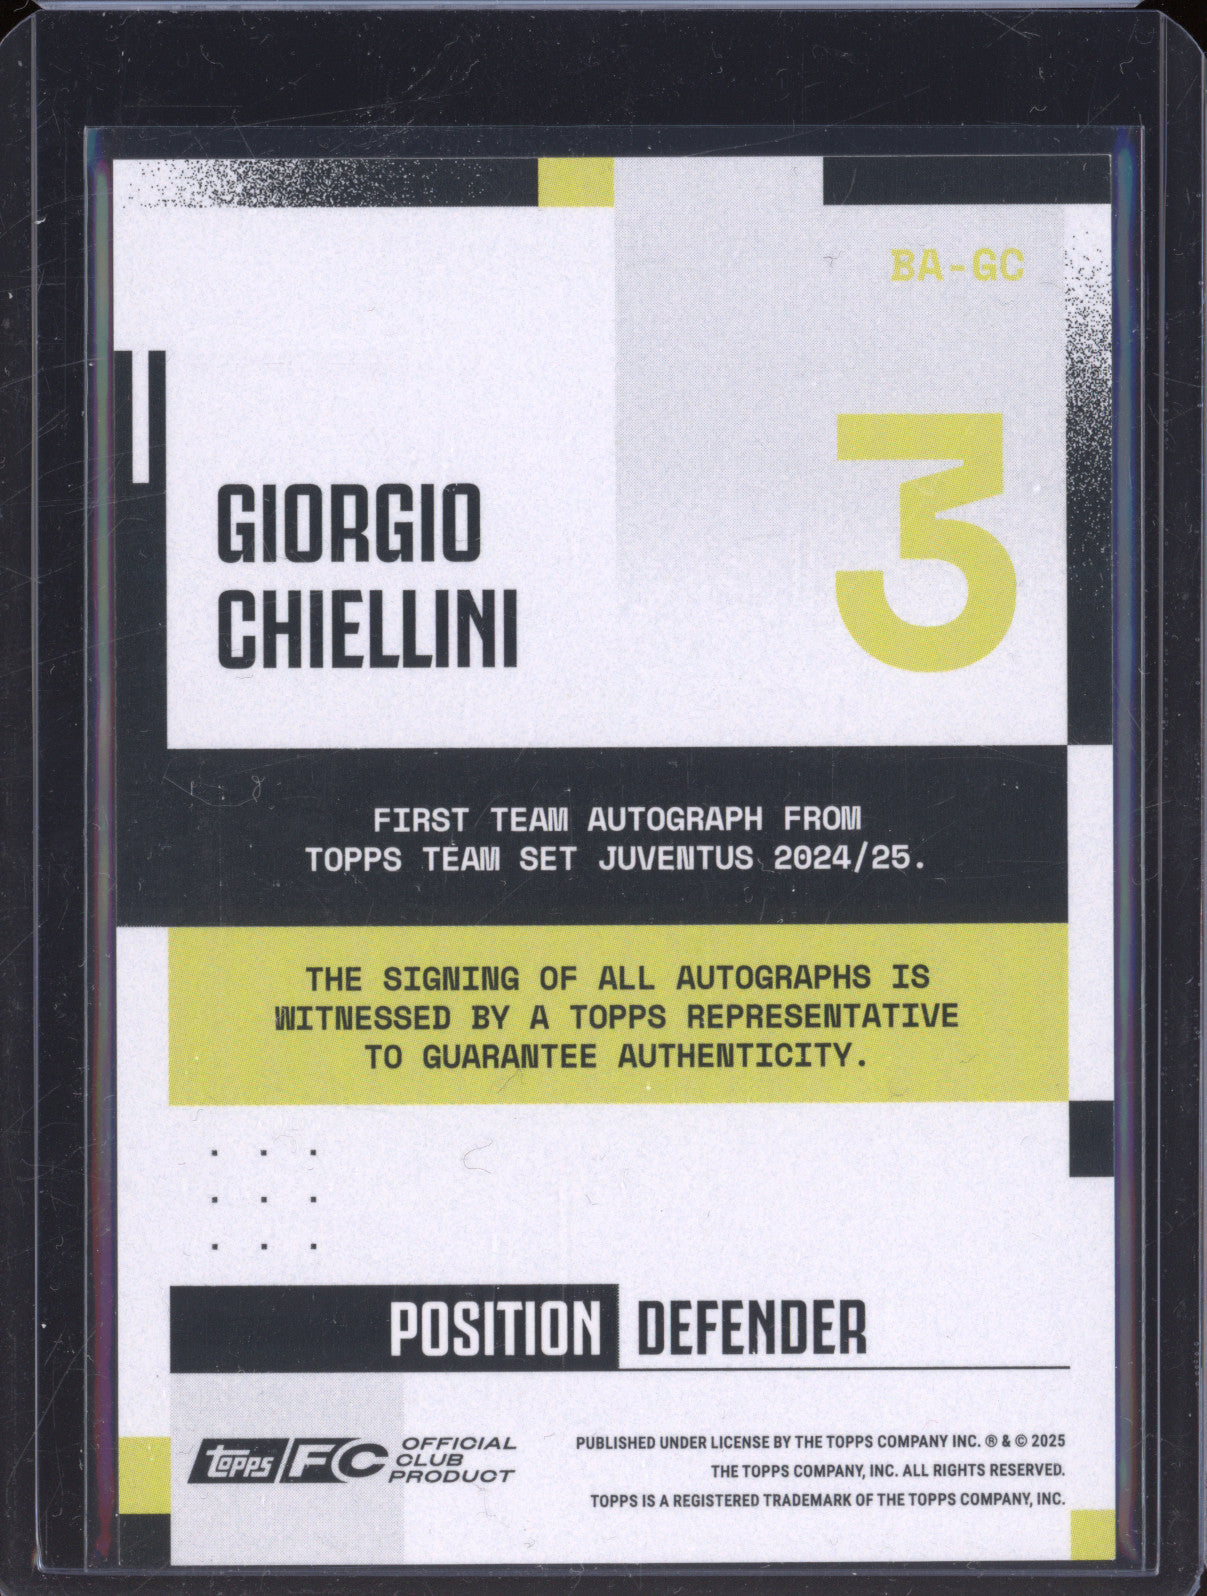 BA-GC
3
GIORGIO
CHIELLINI
FIRST TEAM AUTOGRAPH FROM
TOPPS TEAM SET JUVENTUS 2024/25.
THE SIGNING OF ALL AUTOGRAPHS IS
WITNESSED BY A TOPPS REPRESENTATIVE
TO GUARANTEE AUTHENTICITY.
POSITION DEFENDER
topps FC OFFICIAL
CLUB
PRODUCT
PUBLISHED UNDER LICENSE BY THE TOPPS COMPANY INC. ® & © 2025
THE TOPPS COMPANY, INC. ALL RIGHTS RESERVED.
TOPPS IS A REGISTERED TRADEMARK OF THE TOPPS COMPANY, INC.